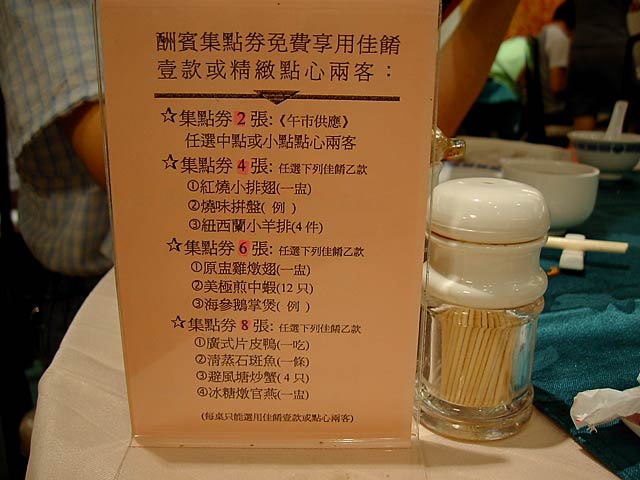 酬賓集點券免費享用佳餚
壹款或精緻點心兩客：
☆集點券2張:《午市供應》
任選中點或小點點心兩客
☆集點券4張: 任選下列佳餚乙款
①紅燒小排翅(一盅)
②燒味拼盤( 例 )
③紐西蘭小羊排(4 件)
☆集點券6張: 任選下列佳餚乙款
①原盅雞燉翅(一盅)
②美極煎中蝦(12 只)
③海參鵝掌煲( 例 )
☆集點券8張: 任選下列佳餚乙款
①廣式片皮鴨(一吃)
②清蒸石斑魚(一條)
③避風塘炒蟹( 4 只)
④冰糖燉官燕(一盅)
(每桌只能選用佳餚壹款或點心兩客)